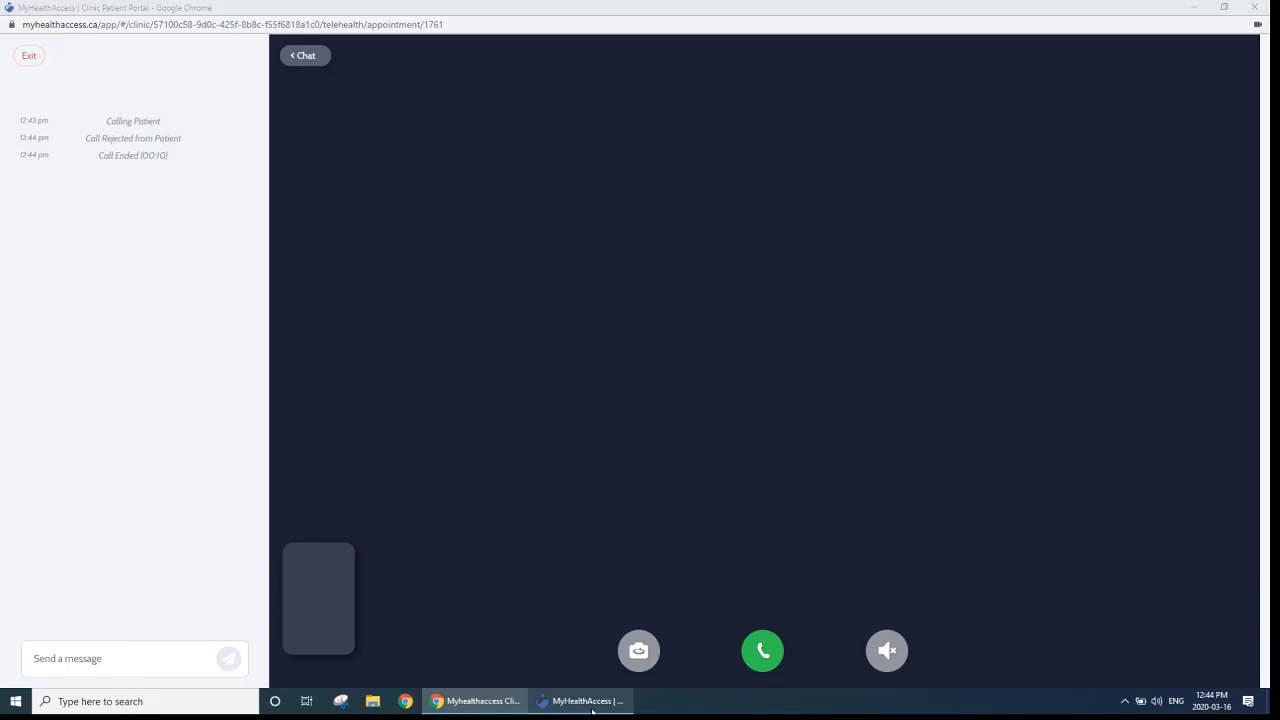 MyHealthAccess | Clinic Patient Portal - Google Chrome
myhealthaccess.ca/app/#/clinic/57100c58-9d0c-425f-8b8c-f55f6818a1c0/telehealth/appointment/1761
Exit
Chat
12:43 pm Calling Patient
12:44 pm Call Rejected from Patient
12:44 pm Call Ended (00:10)
Send a message
Type here to search
Myhealthaccess Cli...
MyHealthAccess | ...
ENG
12:44 PM
2020-03-16